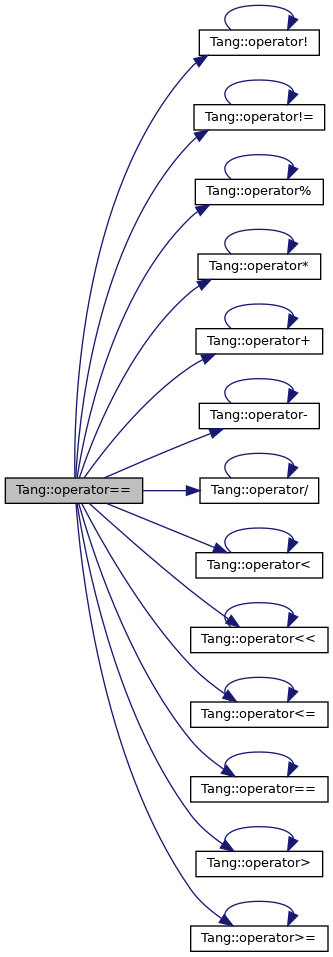 Tang::operator!
Tang::operator!=
Tang::operator%
Tang::operator*
Tang::operator+
Tang::operator-
Tang::operator==
Tang::operator/
Tang::operator<
Tang::operator<<
Tang::operator<=
Tang::operator==
Tang::operator>
Tang::operator>=